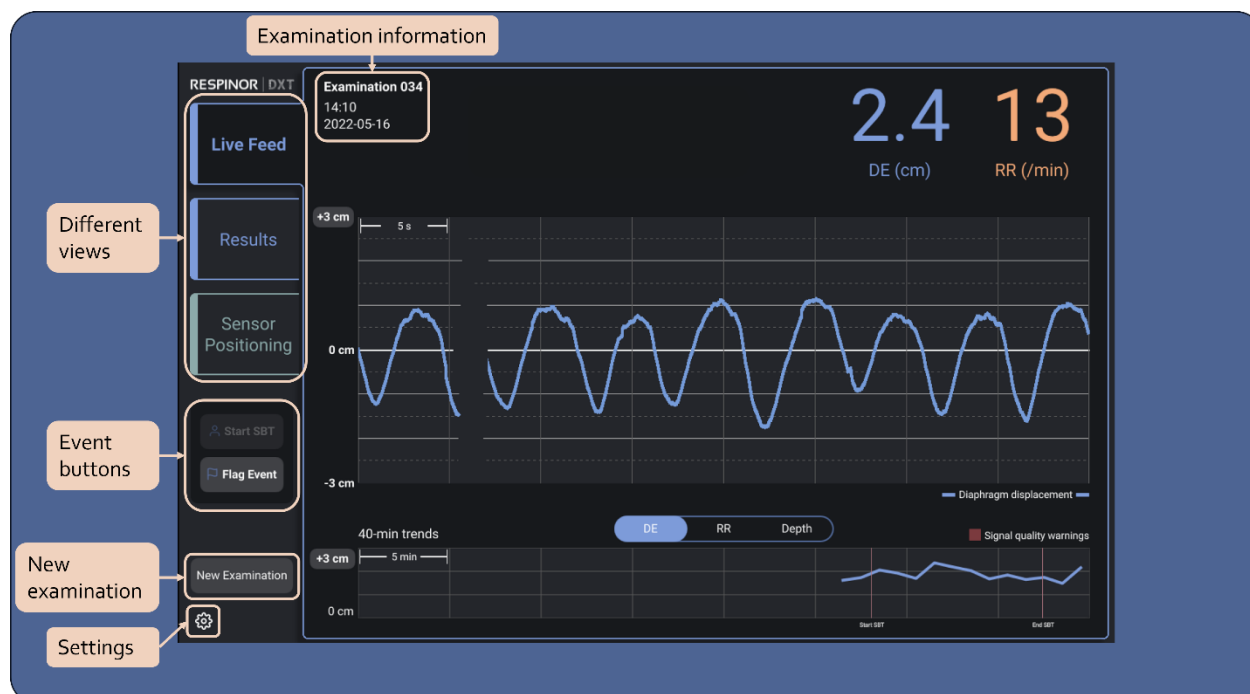 Examination information
RESPINOR | DXT
Examination 034
14:10
2022-05-16
2.4
DE (cm)
13
RR (/min)
Different
views
Live Feed
Results
Sensor
Positioning
+3 cm
5 s
0 cm
-3 cm
Diaphragm displacement
Event
buttons
Start SBT
Flag Event
40-min trends
DE
RR
Depth
Signal quality warnings
+3 cm
5 min
0 cm
Start SBT
End SBT
New
examination
New Examination
Settings